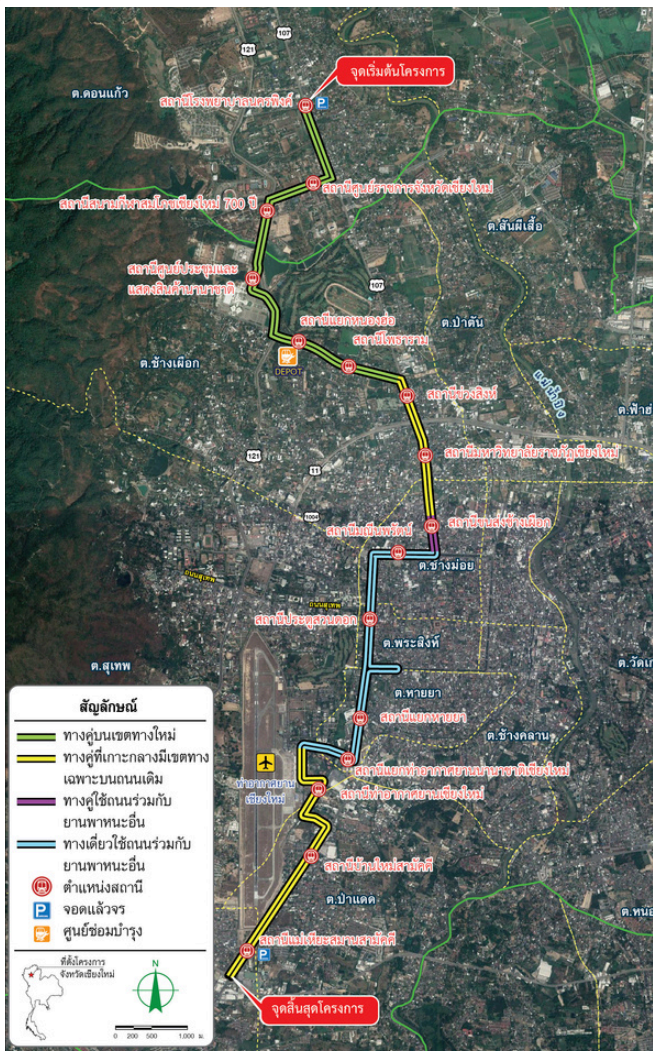 107
121
จุดเริ่มต้นโครงการ
ต.ดอนแก้ว
สถานีโรงพยาบาลนครพิงค์
P
สถานีศูนย์ราชการจังหวัดเชียงใหม่
สถานีสนามกีฬาสมโภชเชียงใหม่ 700 ปี
ต.สันผีเสื้อ
สถานีศูนย์ประชุมและ
แสดงสินค้านานาชาติ
107
สถานีแยกหนองฮ่อ
ต.ป่าตัน
สถานีโพธาราม
ต.ช้างเผือก
DEPOT
แม่น้ำปิง
สถานีข่วงสิงห์
ต.ฟ้าฮ่
121
11
สถานีมหาวิทยาลัยราชภัฏเชียงใหม่
1004
สถานีขนส่งช้างเผือก
สถานีมณีนพรัตน์
ต.ช้างม่อย
ถนนสุเทพ
ถนนสุเทพ
สถานีประตูสวนดอก
ต.พระสิงห์
ต.สุเทพ
ต.วัดเก
ต.หายยา
สถานีแยกหายยา
ต.ช้างคลาน
สถานีแยกท่าอากาศยานนานาชาติเชียงใหม่
ท่าอากาศยาน
เชียงใหม่
สถานีท่าอากาศยานเชียงใหม่
สถานีบ้านใหม่สามัคคี
ต.ป่าแดด
ต.หนอ
สถานีแม่เหียะสมานสามัคคี
P
จุดสิ้นสุดโครงการ
สัญลักษณ์
ทางคู่บนเขตทางใหม่
ทางคู่ที่เกาะกลางมีเขตทาง
เฉพาะบนถนนเดิม
ทางคู่ใช้ถนนร่วมกับ
ยานพาหนะอื่น
ทางเดี่ยวใช้ถนนร่วมกับ
ยานพาหนะอื่น
ตำแหน่งสถานี
P จอดแล้วจร
ศูนย์ซ่อมบำรุง
ที่ตั้งโครงการ
จังหวัดเชียงใหม่
N
0 200 500 1,000 ม.